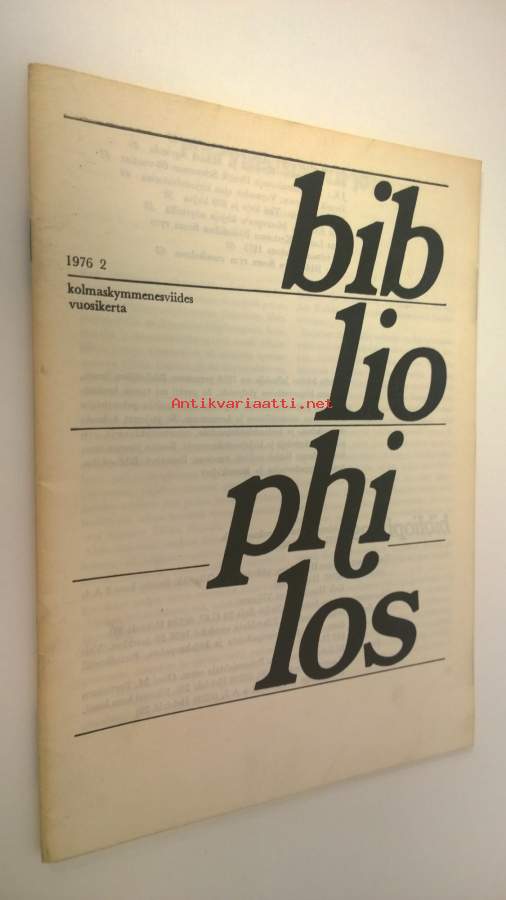 bib
1976 2
kolmaskymmenesviides
vuosikerta
lio
Antikvariaatti.net
phi
los